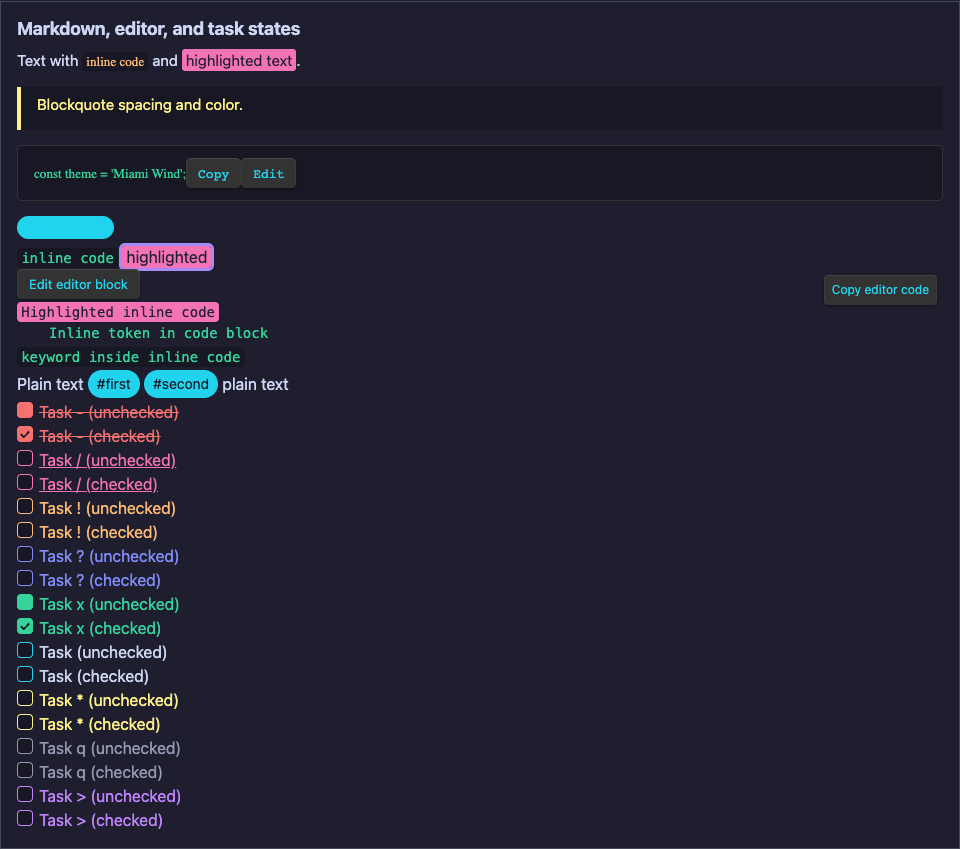 Markdown, editor, and task states
Text with inline code and highlighted text.
Blockquote spacing and color.
const theme = 'Miami Wind'; Copy Edit
inline code highlighted
Edit editor block
Copy editor code
Highlighted inline code
Inline token in code block
keyword inside inline code
Plain text #first #second plain text
Task - (unchecked)
Task - (checked)
Task / (unchecked)
Task / (checked)
Task ! (unchecked)
Task ! (checked)
Task ? (unchecked)
Task ? (checked)
Task x (unchecked)
Task x (checked)
Task (unchecked)
Task (checked)
Task * (unchecked)
Task * (checked)
Task q (unchecked)
Task q (checked)
Task > (unchecked)
Task > (checked)